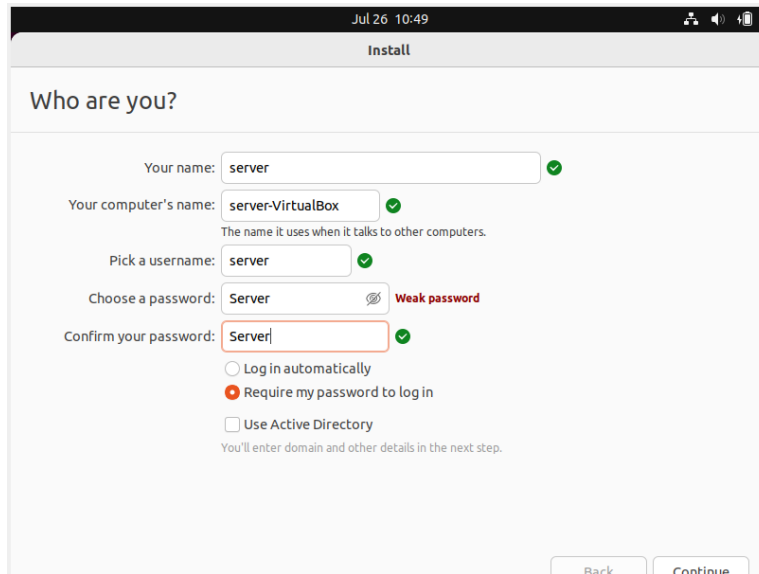 Jul 26 10:49
Install
Who are you?
Your name: server
Your computer's name: server-VirtualBox
The name it uses when it talks to other computers.
Pick a username: server
Choose a password: Server Weak password
Confirm your password: Server
Log in automatically
Require my password to log in
Use Active Directory
You'll enter domain and other details in the next step.
Back Continue